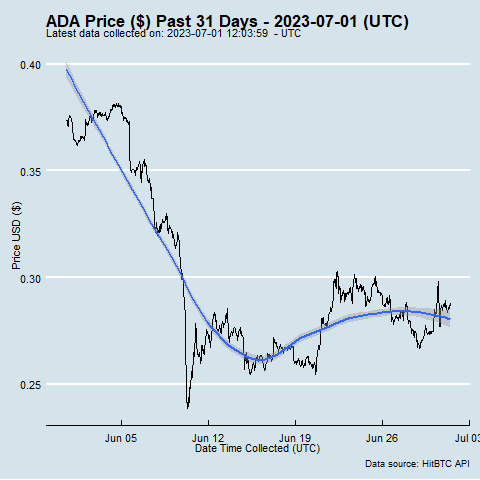 ADA Price ($) Past 31 Days - 2023-07-01 (UTC)
Latest data collected on: 2023-07-01 12:03:59 - UTC
0.40
0.35
0.30
0.25
Price USD ($)
Jun 05
Jun 12
Jun 19
Jun 26
Jul 03
Date Time Collected (UTC)
Data source: HitBTC API